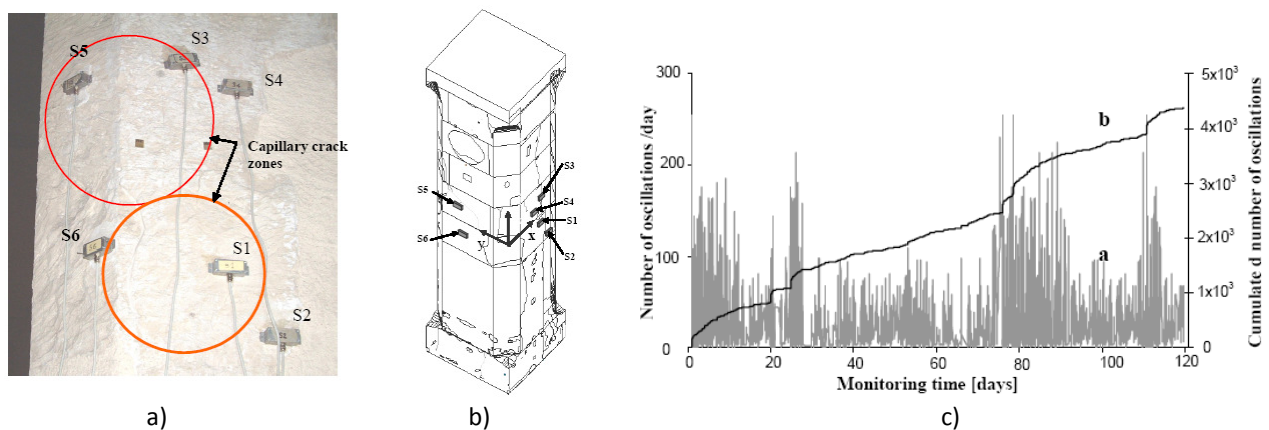 S5
S3
S4
Capillary crack
zones
S6
S1
S2
a)
S3
S5
S4
S1
S6
y
x
S2
b)
Number of oscillations /day
300
200
100
50
0
0
20
40
60
80
100
120
Monitoring time [days]
b
a
5x10³
4x10³
3x10³
2x10³
1x10³
0
Cumulate d number of oscillations
c)